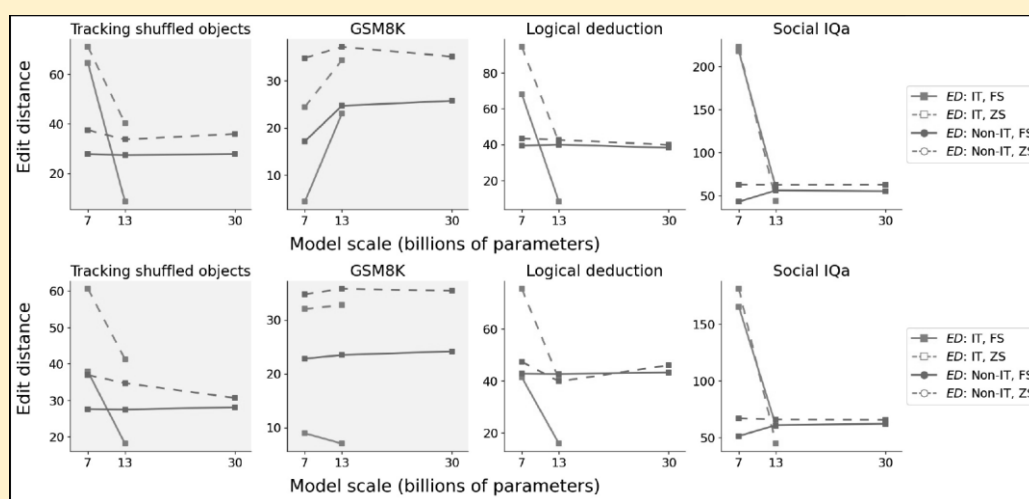 Tracking shuffled objects GSM8K Logical deduction Social IQa
Edit distance
60
40
20
30
20
10
80
60
40
20
200
150
100
50
7 13 30 7 13 30 7 13 30 7 13 30
Model scale (billions of parameters)
ED: IT, FS
ED: IT, ZS
ED: Non-IT, FS
ED: Non-IT, ZS
Tracking shuffled objects GSM8K Logical deduction Social IQa
Edit distance
60
50
40
30
20
30
20
10
60
40
20
150
100
50
7 13 30 7 13 30 7 13 30 7 13 30
Model scale (billions of parameters)
ED: IT, FS
ED: IT, ZS
ED: Non-IT, FS
ED: Non-IT, ZS